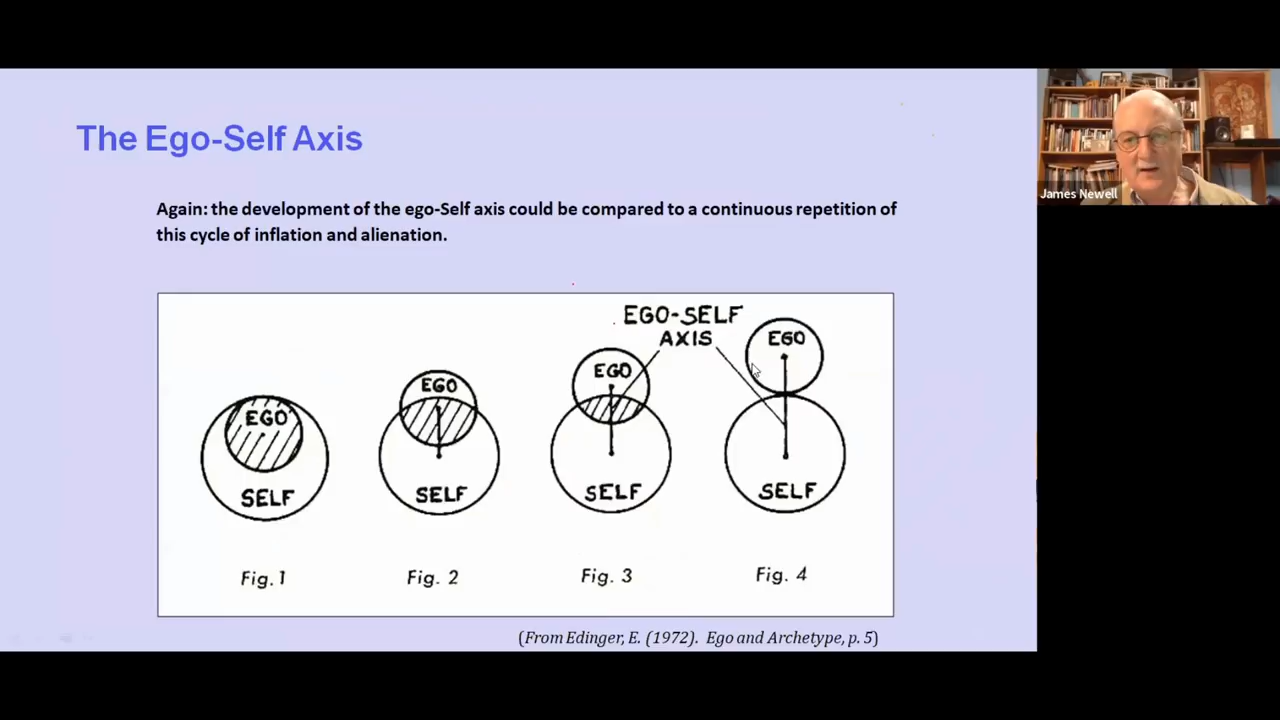 The Ego-Self Axis
James Newell
Again: the development of the ego-Self axis could be compared to a continuous repetition of
this cycle of inflation and alienation.
EGO-SELF
AXIS
EGO
EGO
EGO
EGO
SELF
SELF
SELF
SELF
Fig. 1
Fig. 2
Fig. 3
Fig. 4
(From Edinger, E. (1972). Ego and Archetype, p. 5)